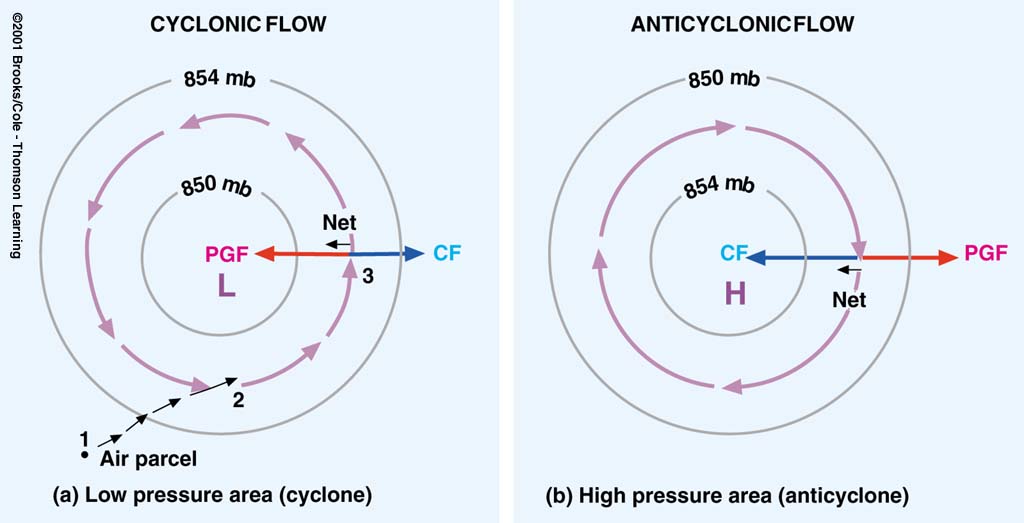 ©2001 Brooks/Cole - Thomson Learning
CYCLONIC FLOW
854 mb
850 mb
Net
PGF
CF
L
3
2
1
Air parcel
(a) Low pressure area (cyclone)
ANTICYCLONIC FLOW
850 mb
854 mb
CF
PGF
H
Net
(b) High pressure area (anticyclone)